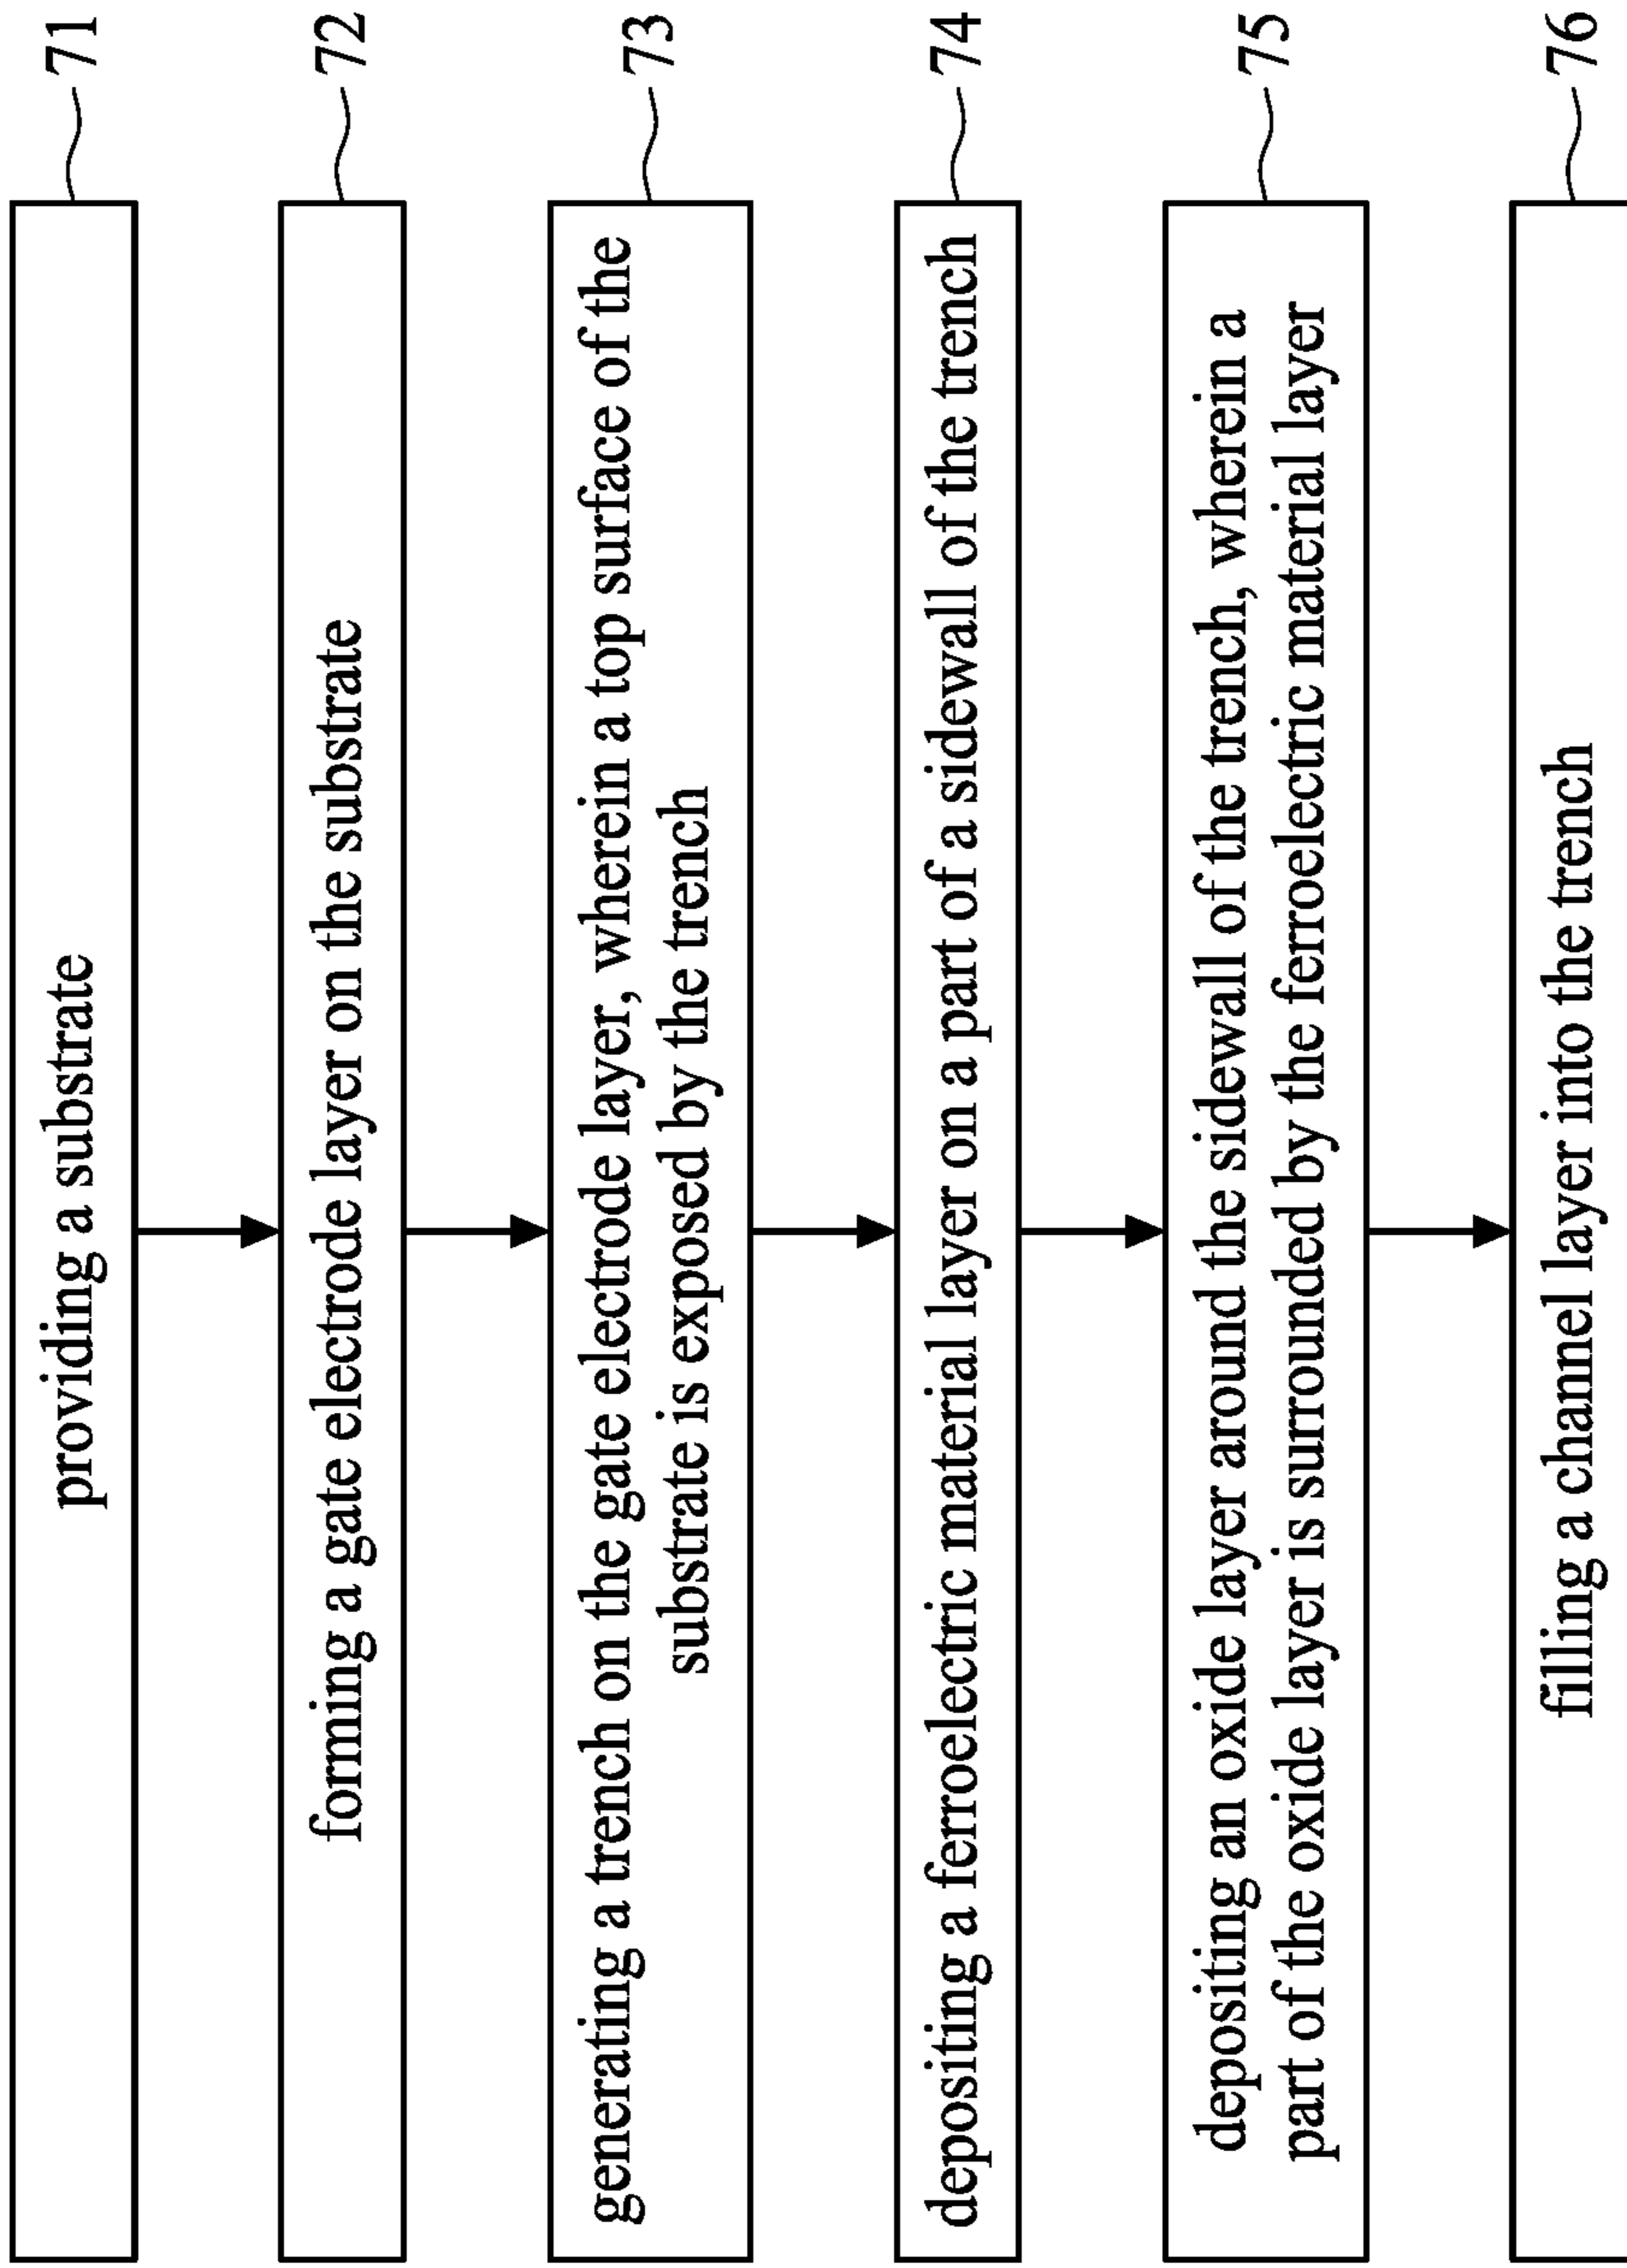 providing a substrate
71
forming a gate electrode layer on the substrate
72
generating a trench on the gate electrode layer, wherein a top surface of the
substrate is exposed by the trench
73
depositing a ferroelectric material layer on a part of a sidewall of the trench
74
depositing an oxide layer around the sidewall of the trench, wherein a
part of the oxide layer is surrounded by the ferroelectric material layer
75
filling a channel layer into the trench
76